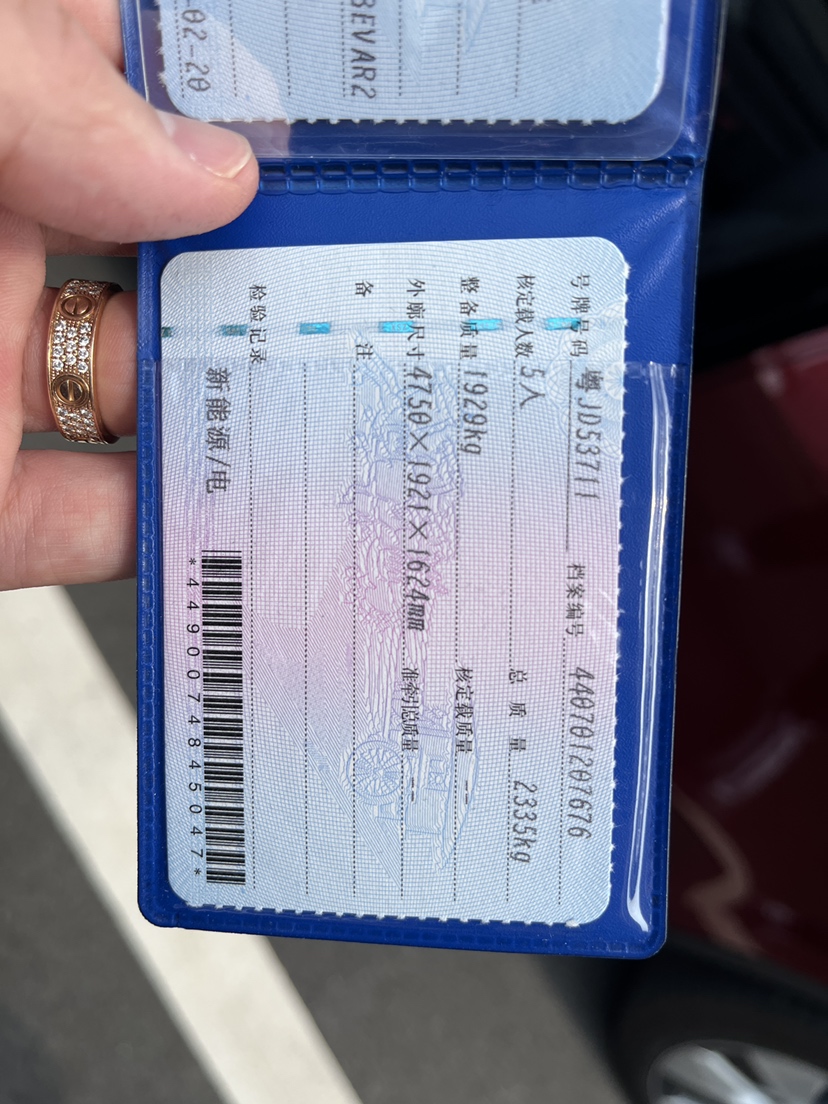 -02-20
BEVAR2
号牌号码 粤JD53711 档案编号 440701207676
核定载人数 5人 总质量 2335kg
整备质量 1929kg 核定载质量 --
外廓尺寸 4750×1921×1624mm 准牵引总质量 --
备注
检验记录
新能源/电
*4490074845047*